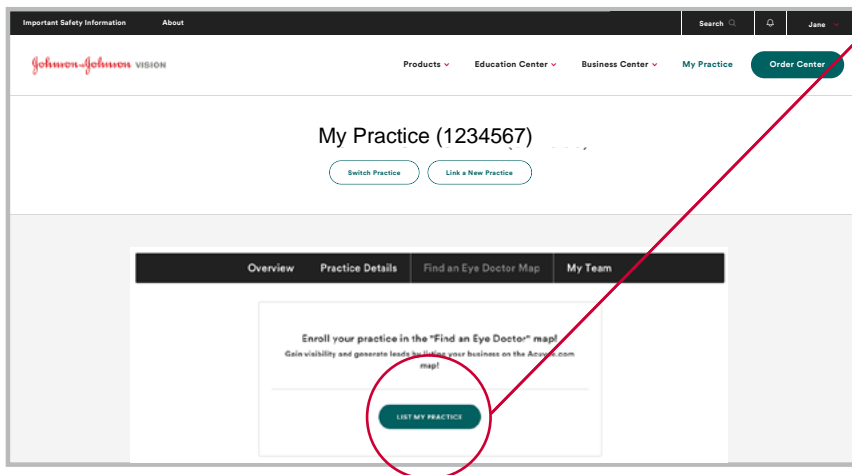 Important Safety Information About Search Jane
Johnson & Johnson VISION Products Education Center Business Center My Practice Order Center
My Practice (1234567)
Switch Practice Link a New Practice
Overview Practice Details Find an Eye Doctor Map My Team
Enroll your practice in the "Find an Eye Doctor" map!
Gain visibility and generate leads by listing your business on the Acuvue.com
map!
LIST MY PRACTICE